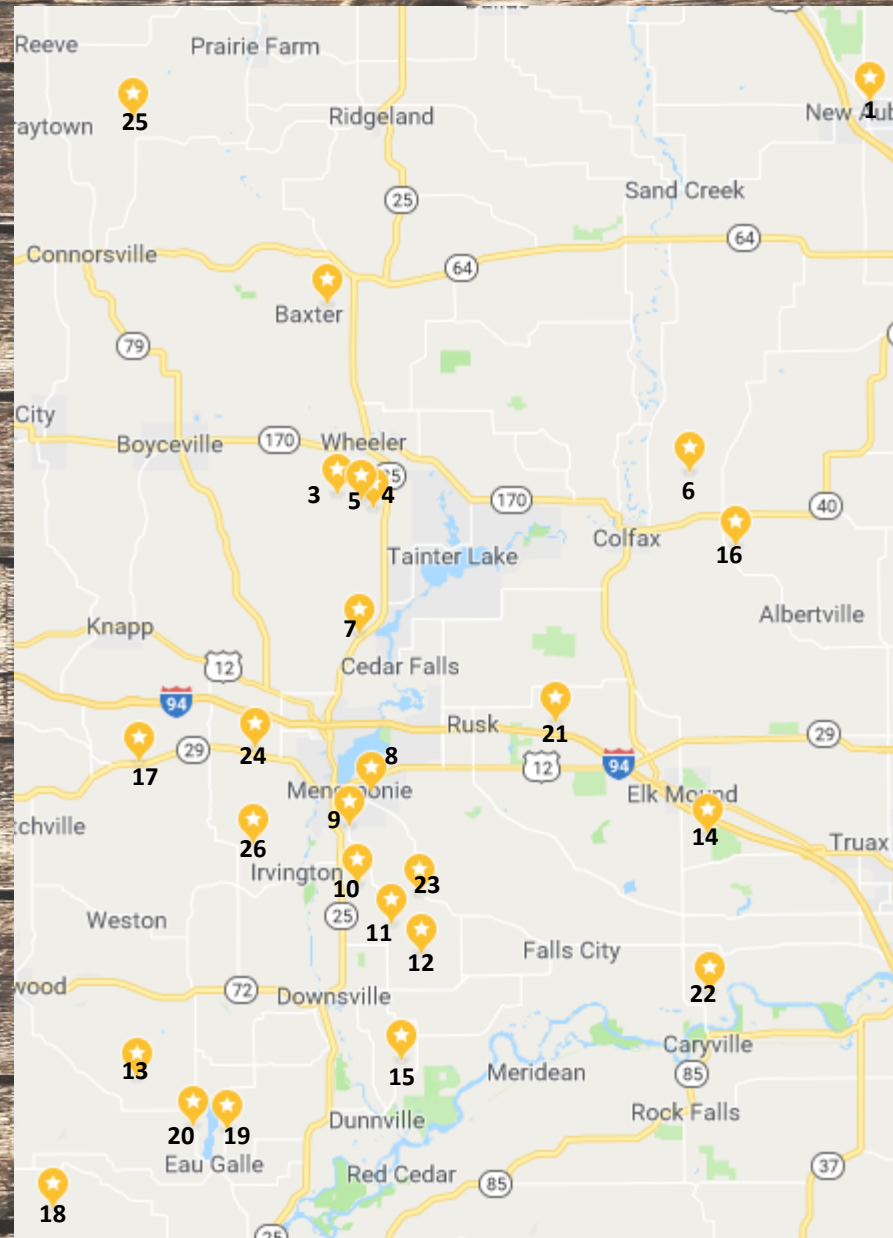 Reeve
Prairie Farm
25
raytown
Ridgeland
1
New Aub
Sand Creek
25
64
Connorsville
64
Baxter
79
City
Boyceville
170
Wheeler
3
5
4
6
170
40
Colfax
16
Tainter Lake
7
Albertville
Knapp
12
Cedar Falls
94
Rusk
21
29
17
29
24
8
12
94
Menomonie
Elk Mound
9
14
tchville
26
Truax
Irvington
10
23
25
11
Weston
12
Falls City
22
wood
72
Downsville
13
15
Caryville
Meridean
85
20
19
Dunnville
Rock Falls
Eau Galle
Red Cedar
85
37
18
25